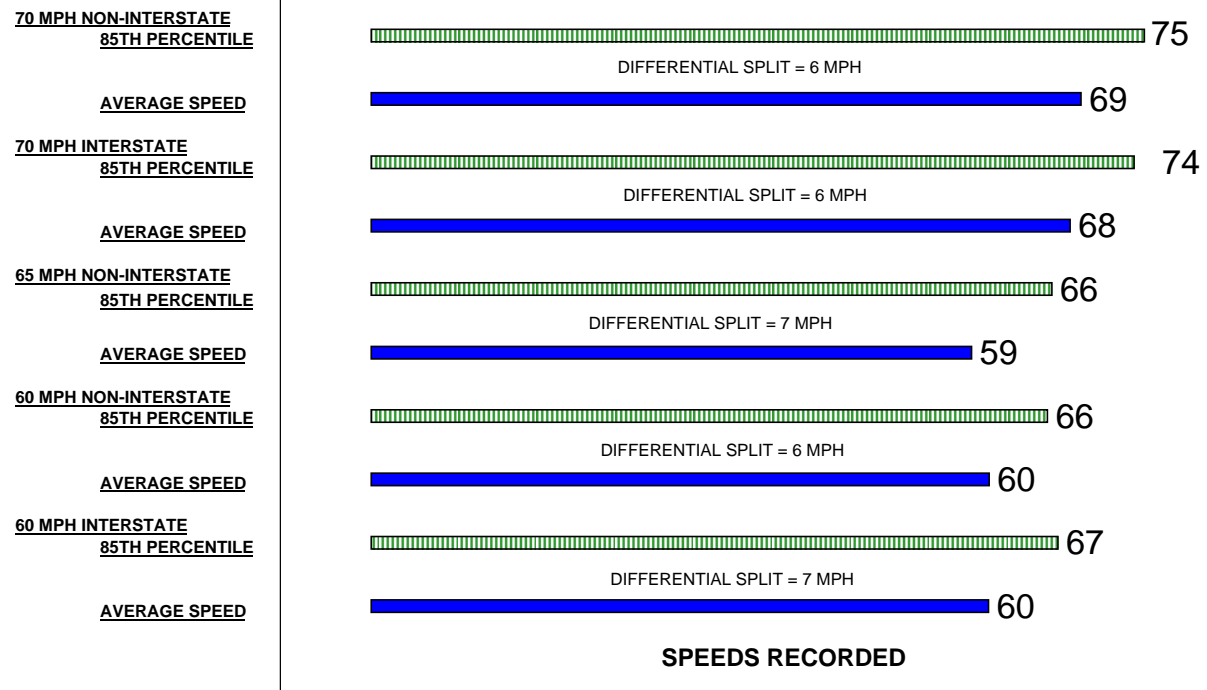 70 MPH NON-INTERSTATE
85TH PERCENTILE 75
DIFFERENTIAL SPLIT = 6 MPH
AVERAGE SPEED 69
70 MPH INTERSTATE
85TH PERCENTILE 74
DIFFERENTIAL SPLIT = 6 MPH
AVERAGE SPEED 68
65 MPH NON-INTERSTATE
85TH PERCENTILE 66
DIFFERENTIAL SPLIT = 7 MPH
AVERAGE SPEED 59
60 MPH NON-INTERSTATE
85TH PERCENTILE 66
DIFFERENTIAL SPLIT = 6 MPH
AVERAGE SPEED 60
60 MPH INTERSTATE
85TH PERCENTILE 67
DIFFERENTIAL SPLIT = 7 MPH
AVERAGE SPEED 60
SPEEDS RECORDED